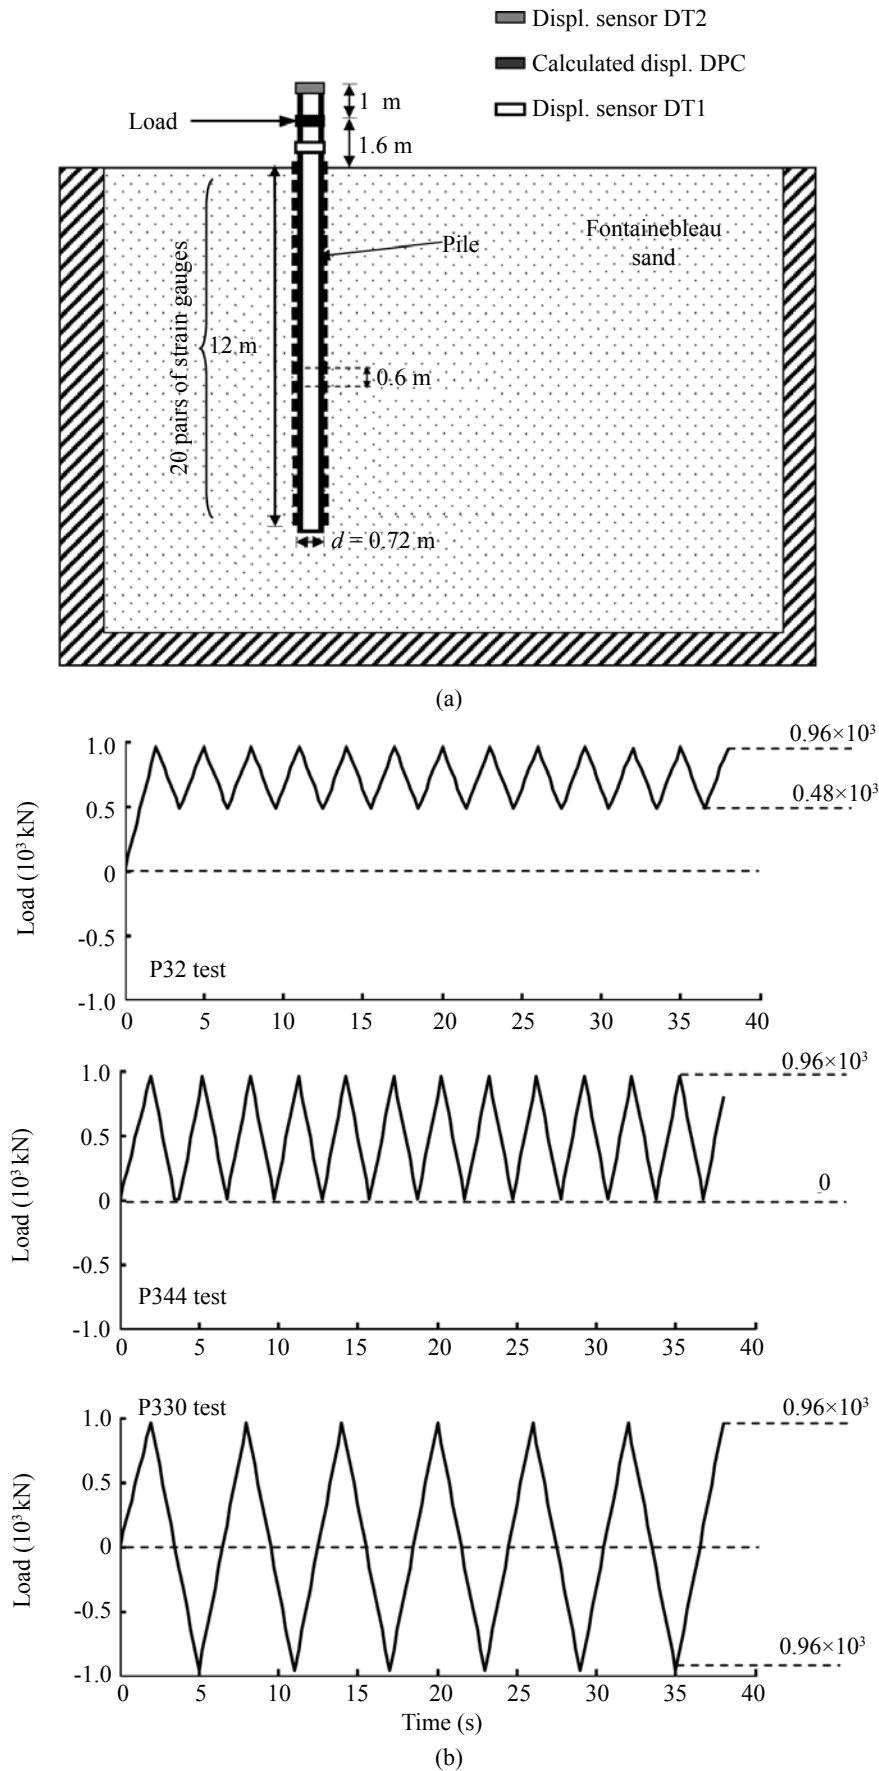 Displ. sensor DT2
Calculated displ. DPC
Displ. sensor DT1
1 m
Load
1.6 m
Fontainebleau
sand
Pile
20 pairs of strain gauges
12 m
0.6 m
d = 0.72 m
(a)
Load (10³ kN)
1.0
0.5
0
-0.5
-1.0
0.96×10³
0.48×10³
P32 test
0 5 10 15 20 25 30 35 40
Load (10³ kN)
1.0
0.5
0
-0.5
-1.0
0.96×10³
0
P344 test
0 5 10 15 20 25 30 35 40
P330 test
Load (10³ kN)
1.0
0.5
0
-0.5
-1.0
0.96×10³
0.96×10³
0 5 10 15 20 25 30 35 40
Time (s)
(b)